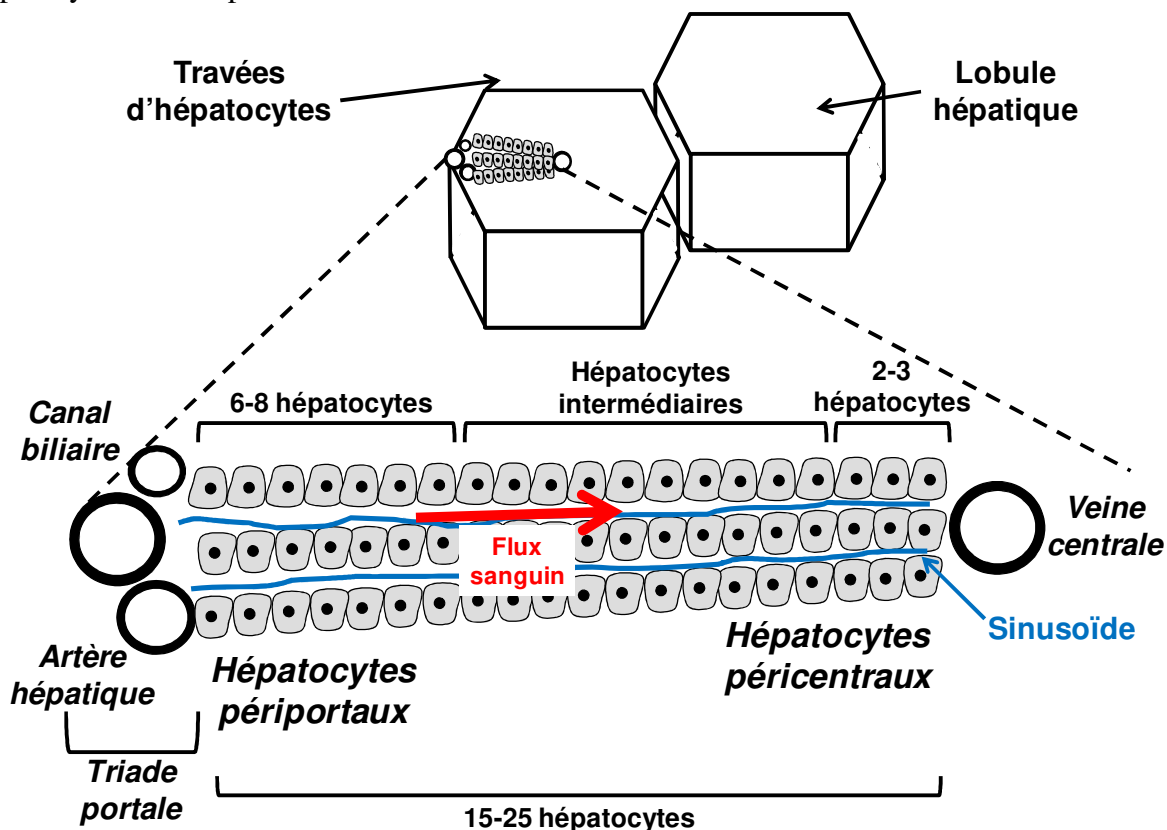 Travées
d'hépatocytes
Lobule
hépatique
6-8 hépatocytes
Hépatocytes
intermédiaires
2-3
hépatocytes
Canal
biliaire
Flux
sanguin
Veine
centrale
Sinusoïde
Artère
hépatique
Hépatocytes
périportaux
Hépatocytes
péricentraux
Triade
portale
15-25 hépatocytes